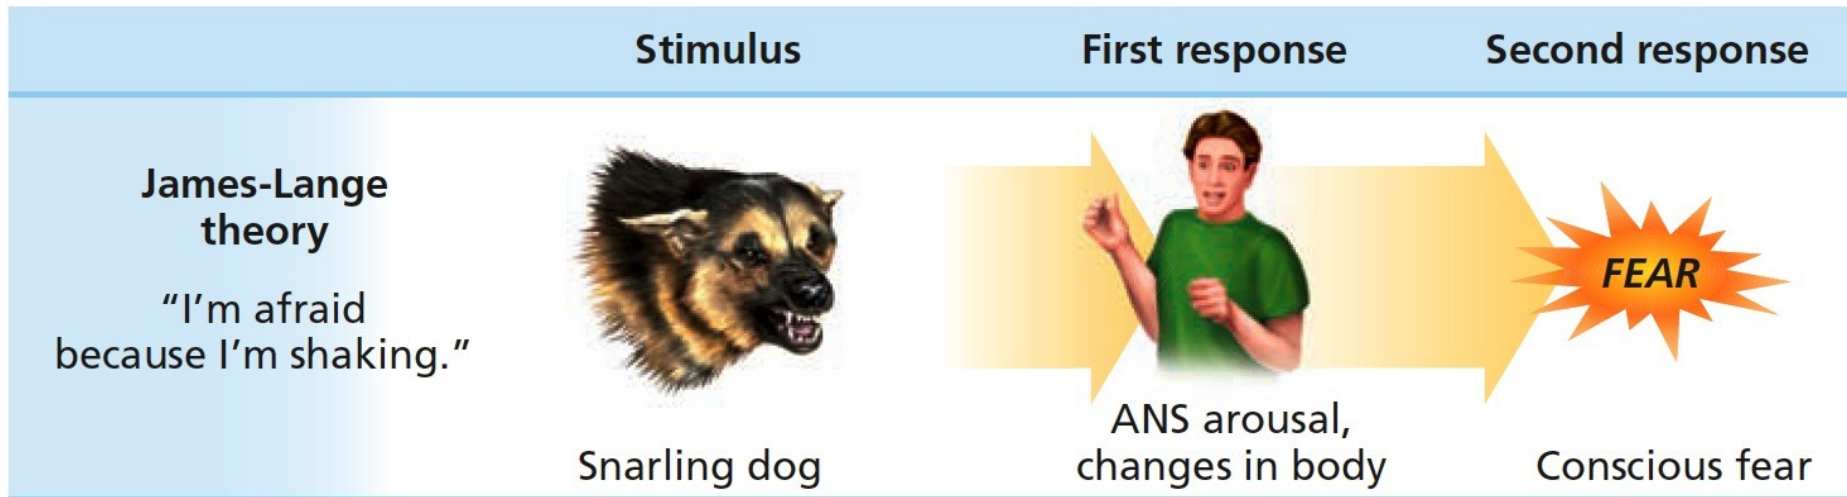 Stimulus
First response
Second response
James-Lange
theory
“I’m afraid
because I’m shaking.”
Snarling dog
ANS arousal,
changes in body
FEAR
Conscious fear